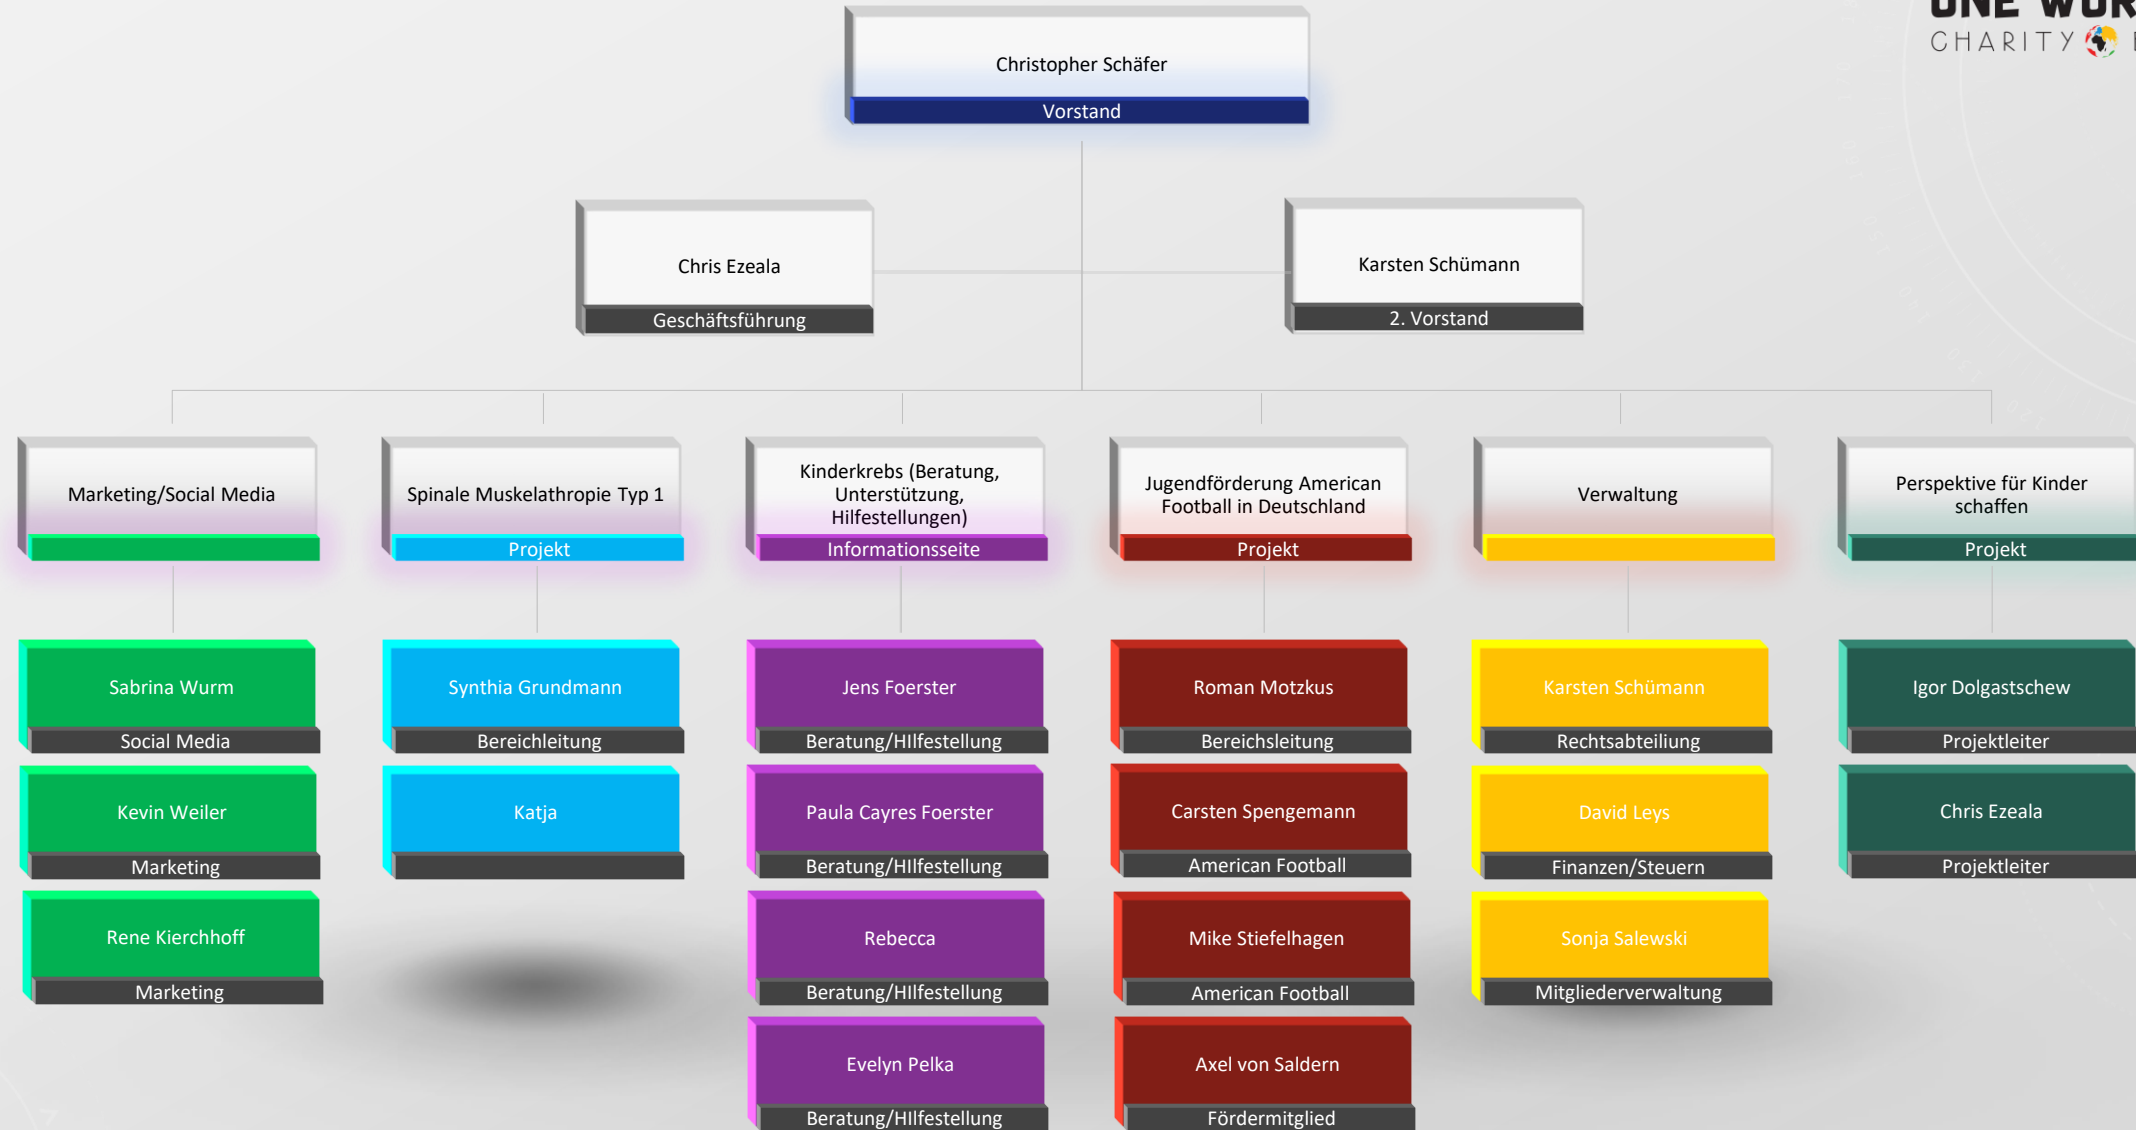 CHARITY
Christopher Schäfer
Vorstand
Chris Ezeala
Geschäftsführung
Karsten Schümann
2. Vorstand
Marketing/Social Media
Spinale Muskelathropie Typ 1
Projekt
Kinderkrebs (Beratung,
Unterstützung,
Hilfestellungen)
Informationsseite
Jugendförderung American
Football in Deutschland
Projekt
Verwaltung
Perspektive für Kinder
schaffen
Projekt
Sabrina Wurm
Social Media
Kevin Weiler
Marketing
Rene Kierchhoff
Marketing
Synthia Grundmann
Bereichleitung
Katja
Jens Foerster
Beratung/HIlfestellung
Paula Cayres Foerster
Beratung/HIlfestellung
Rebecca
Beratung/HIlfestellung
Evelyn Pelka
Beratung/HIlfestellung
Roman Motzkus
Bereichsleitung
Carsten Spengemann
American Football
Mike Stiefelhagen
American Football
Axel von Saldern
Fördermitglied
Karsten Schümann
Rechtsabteiliung
David Leys
Finanzen/Steuern
Sonja Salewski
Mitgliederverwaltung
Igor Dolgastschew
Projektleiter
Chris Ezeala
Projektleiter